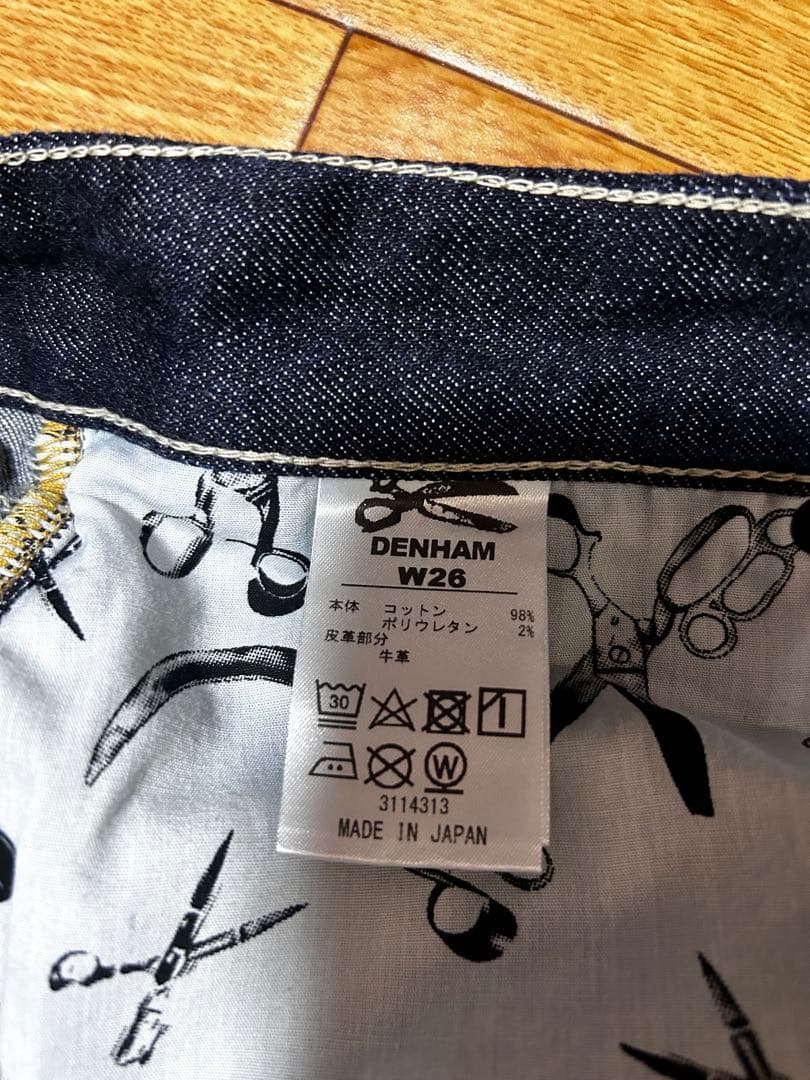 DENHAM
W26
本体 コットン 98%
ポリウレタン 2%
皮革部分
牛革
30
W
3114313
MADE IN JAPAN